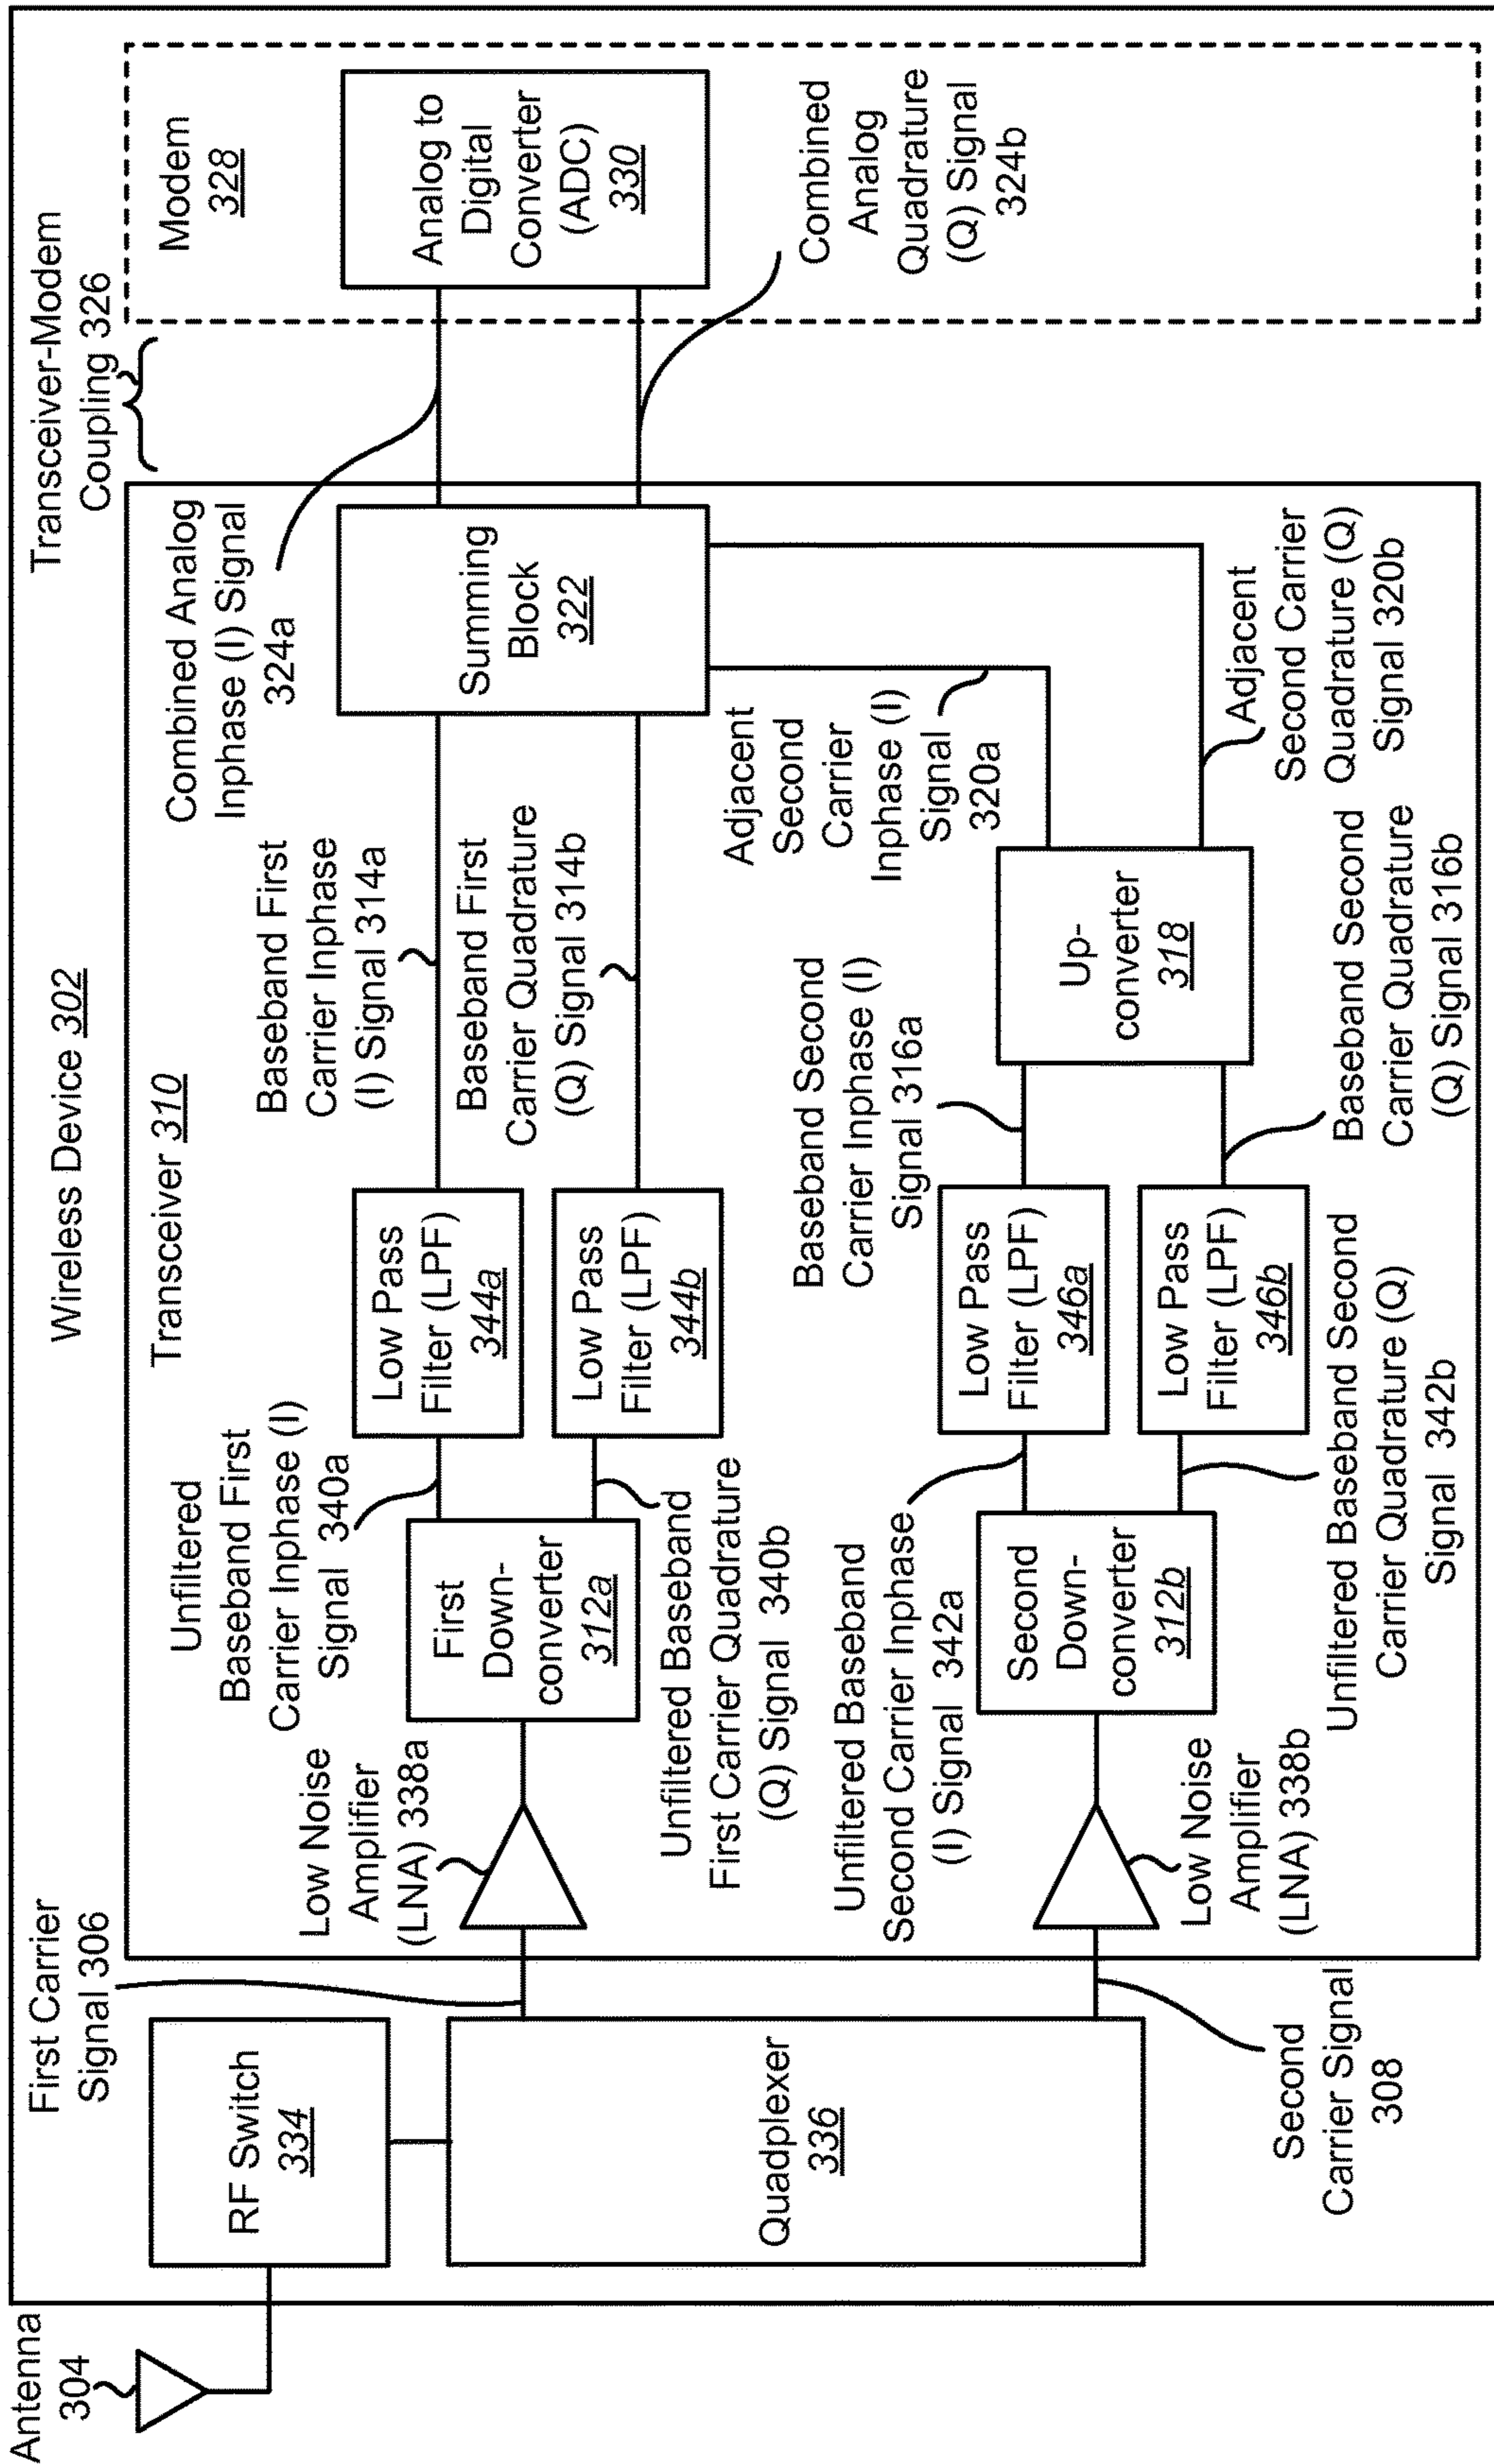 Wireless Device 302
Antenna
304
RF Switch
334
Quadplexer
336
First Carrier
Signal 306
Second
Carrier Signal
308
Transceiver 310
Low Noise
Amplifier
(LNA) 338a
First
Down-
converter
312a
Unfiltered
Baseband First
Carrier Inphase (I)
Signal 340a
Unfiltered Baseband
First Carrier Quadrature
(Q) Signal 340b
Low Pass
Filter (LPF)
344a
Low Pass
Filter (LPF)
344b
Baseband First
Carrier Inphase
(I) Signal 314a
Baseband First
Carrier Quadrature
(Q) Signal 314b
Low Noise
Amplifier
(LNA) 338b
Second
Down-
converter
312b
Unfiltered Baseband
Second Carrier Inphase
(I) Signal 342a
Unfiltered Baseband Second
Carrier Quadrature (Q)
Signal 342b
Low Pass
Filter (LPF)
346a
Low Pass
Filter (LPF)
346b
Baseband Second
Carrier Inphase (I)
Signal 316a
Baseband Second
Carrier Quadrature
(Q) Signal 316b
Up-
converter
318
Adjacent
Second
Carrier
Inphase (I)
Signal
320a
Adjacent
Second Carrier
Quadrature (Q)
Signal 320b
Summing
Block
322
Combined Analog
Inphase (I) Signal
324a
Transceiver-Modem
Coupling 326
Modem
328
Analog to
Digital
Converter
(ADC)
330
Combined
Analog
Quadrature
(Q) Signal
324b